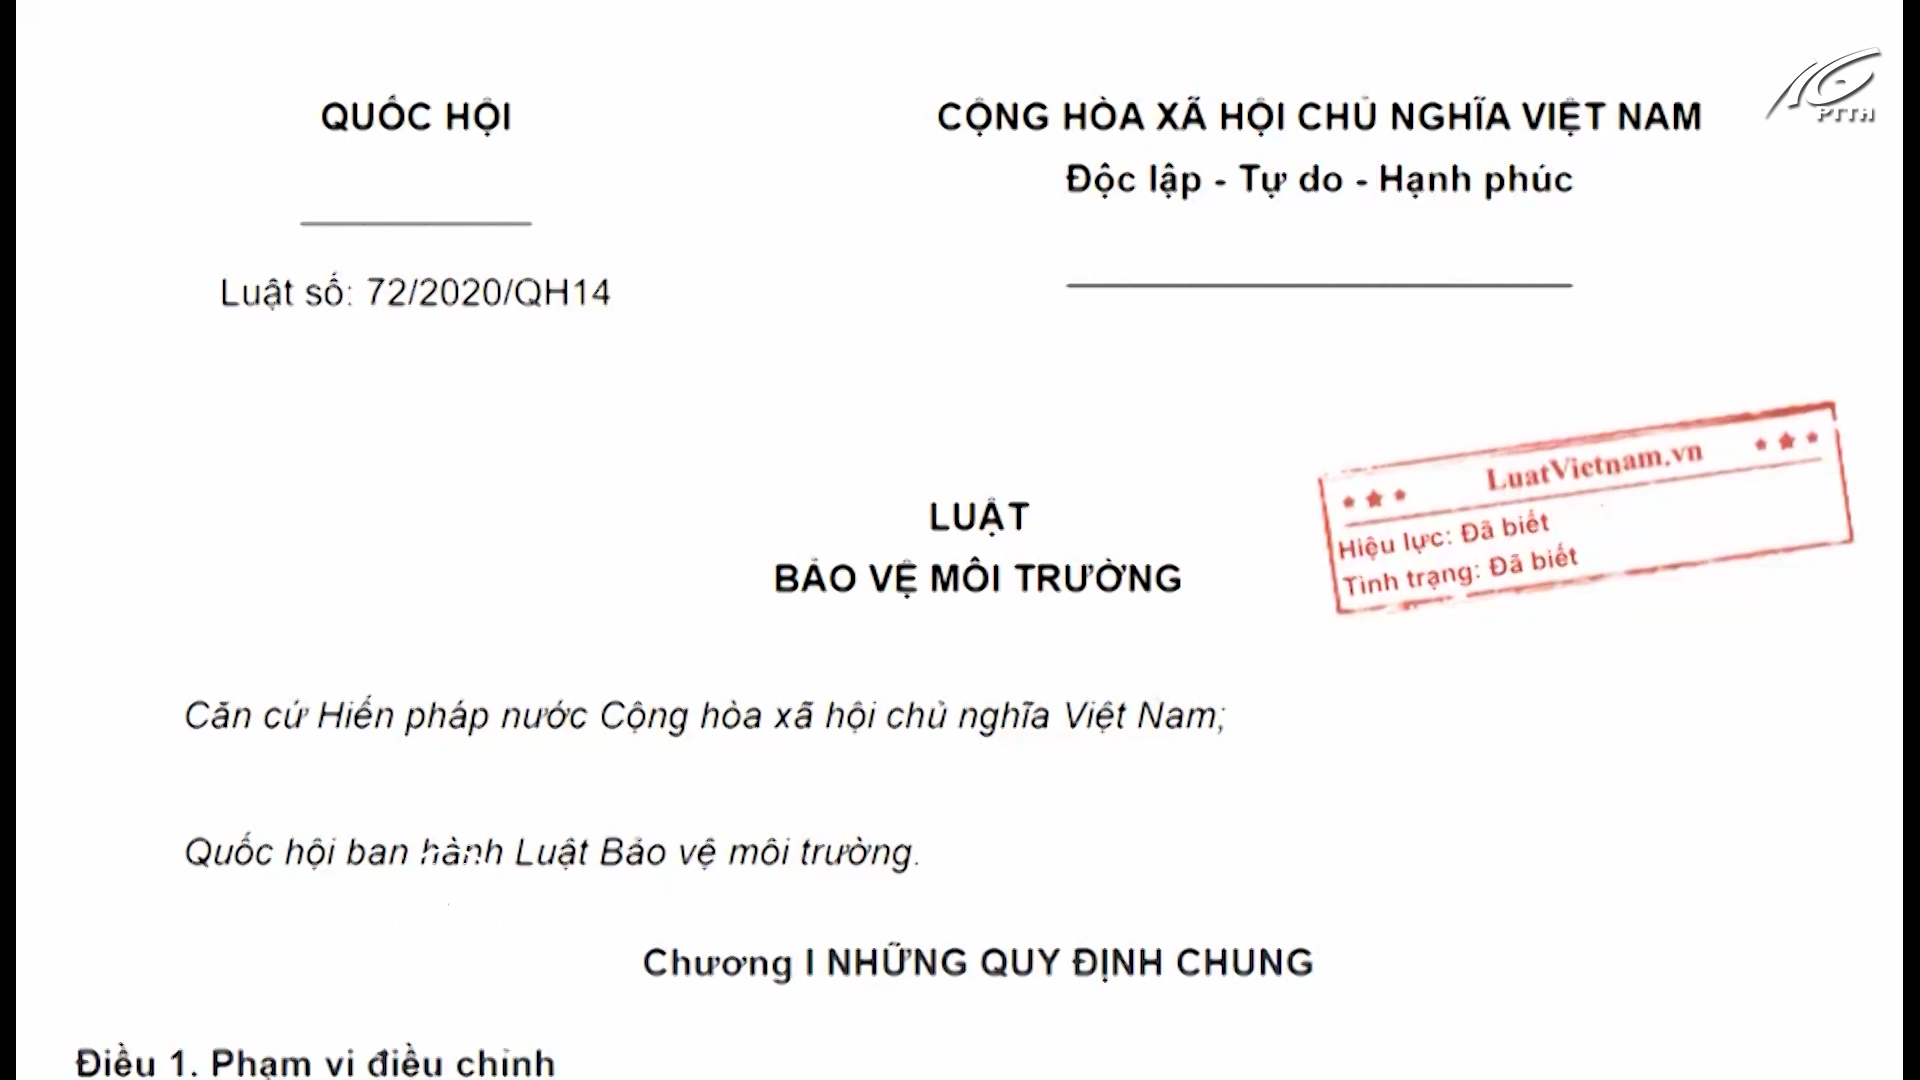 QUỐC HỘI
CỘNG HÒA XÃ HỘI CHỦ NGHĨA VIỆT NAM
Độc lập - Tự do - Hạnh phúc
Luật số: 72/2020/QH14
PTTH
LuatVietnam.vn
Hiệu lực: Đã biết
Tình trạng: Đã biết
LUẬT
BẢO VỆ MÔI TRƯỜNG
Căn cứ Hiến pháp nước Cộng hòa xã hội chủ nghĩa Việt Nam;
Quốc hội ban hành Luật Bảo vệ môi trường.
Chương I NHỮNG QUY ĐỊNH CHUNG
Điều 1. Phạm vi điều chỉnh